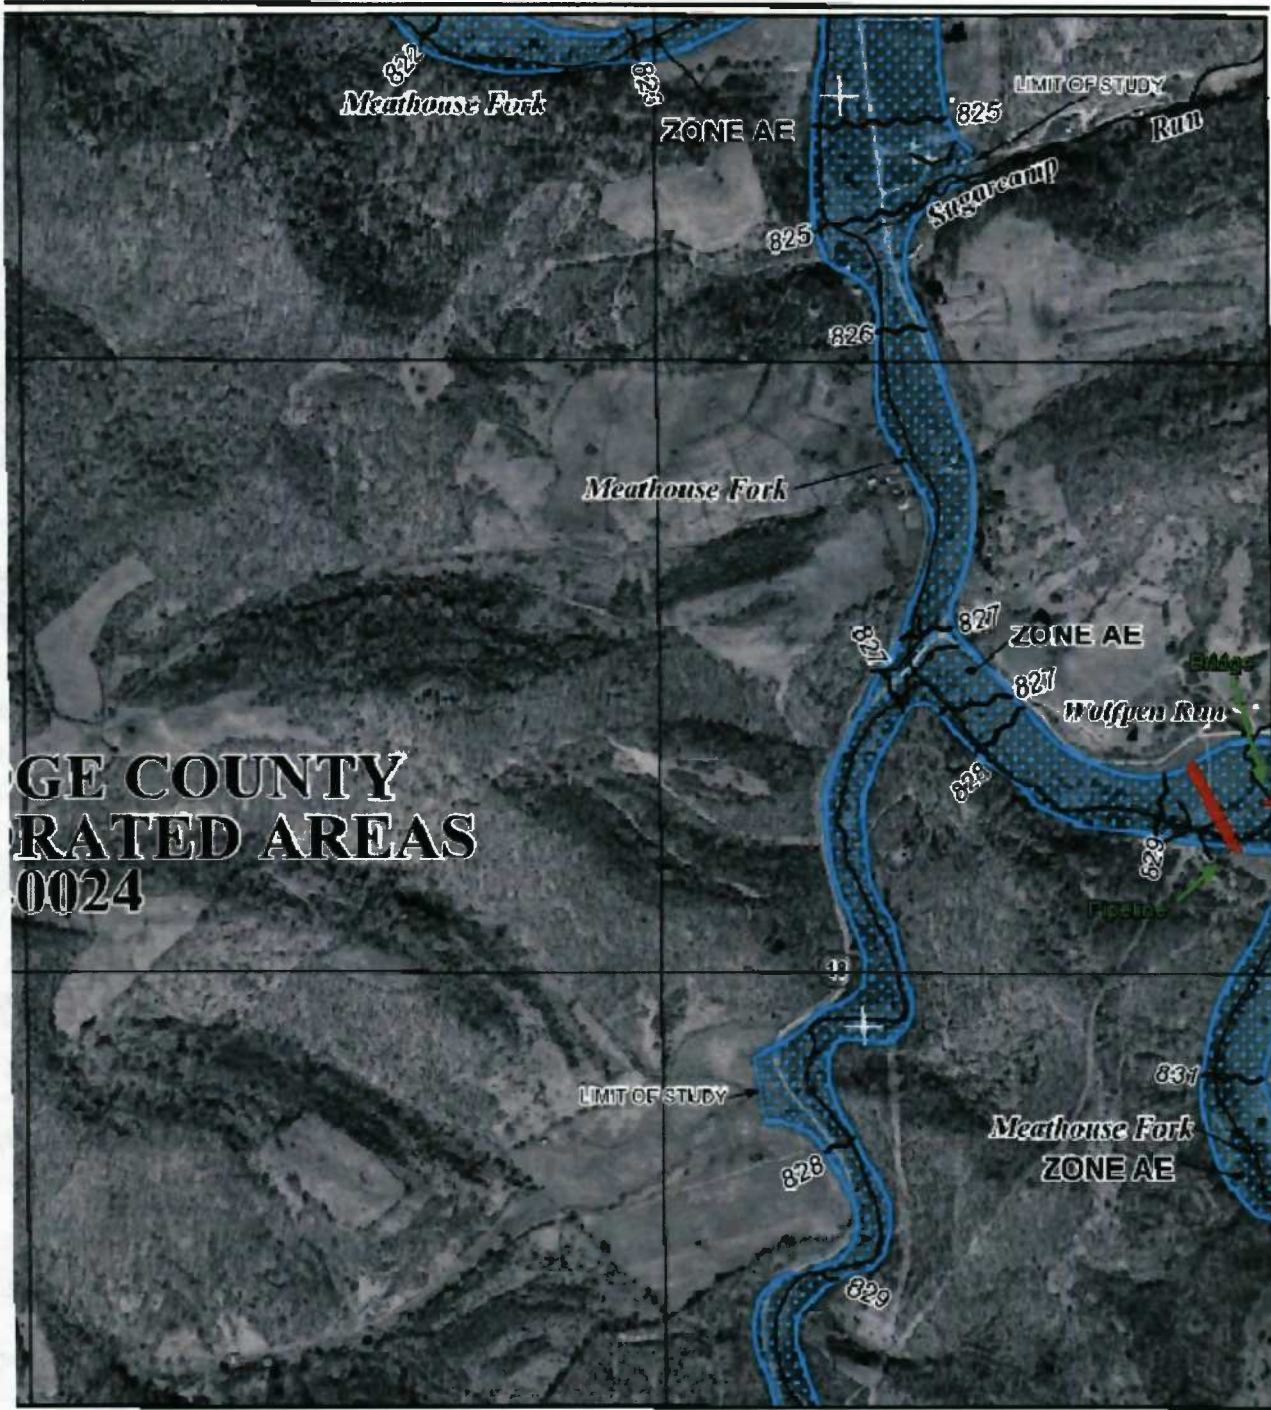 822
823
Meathouse Fork
ZONE AE
LIMIT OF STUDY
825
Run
Sugarcamp
825
826
Meathouse Fork
827
827
ZONE AE
Bridge
827
Wolfpen Run
GE COUNTY
828
RATED AREAS
829
0024
Pipeline
831
LIMIT OF STUDY
Meathouse Fork
828
ZONE AE
829